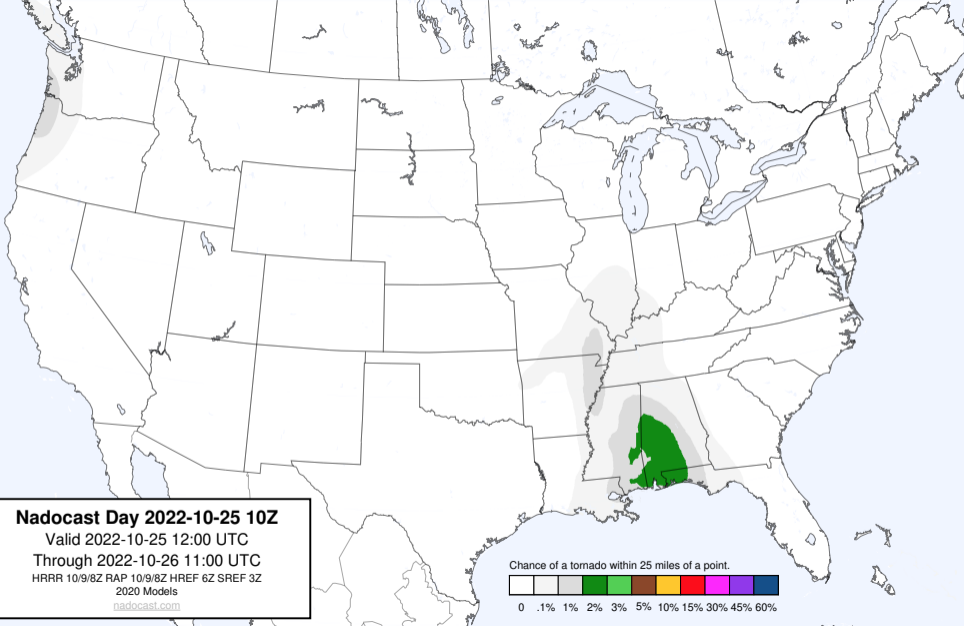 Nadocast Day 2022-10-25 10Z
Valid 2022-10-25 12:00 UTC
Through 2022-10-26 11:00 UTC
HRRR 10/9/8Z RAP 10/9/8Z HREF 6Z SREF 3Z
2020 Models
nadocast.com
Chance of a tornado within 25 miles of a point.
0 .1% 1% 2% 3% 5% 10% 15% 30% 45% 60%